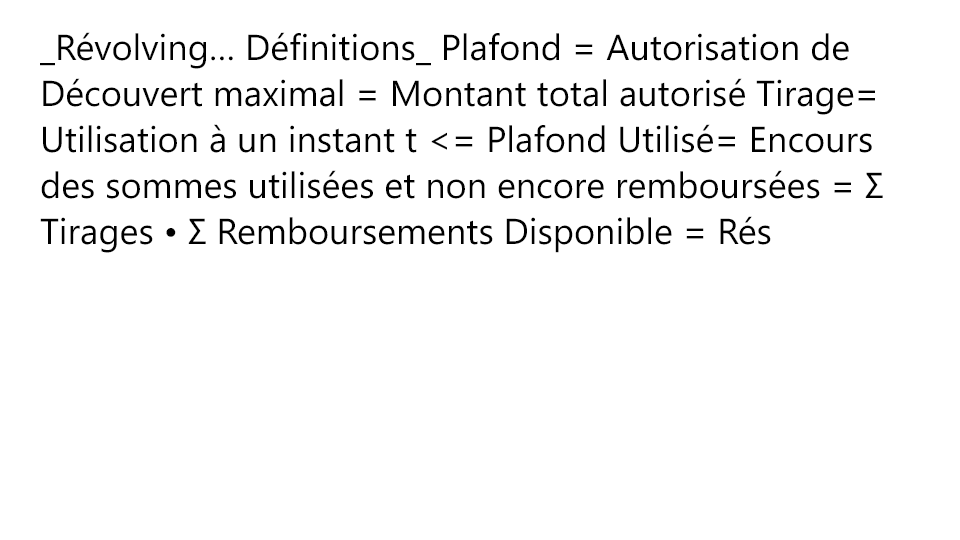 _Révolving... Définitions_ Plafond = Autorisation de
Découvert maximal = Montant total autorisé Tirage=
Utilisation à un instant t <= Plafond Utilisé= Encours
des sommes utilisées et non encore remboursées = Σ
Tirages • Σ Remboursements Disponible = Rés